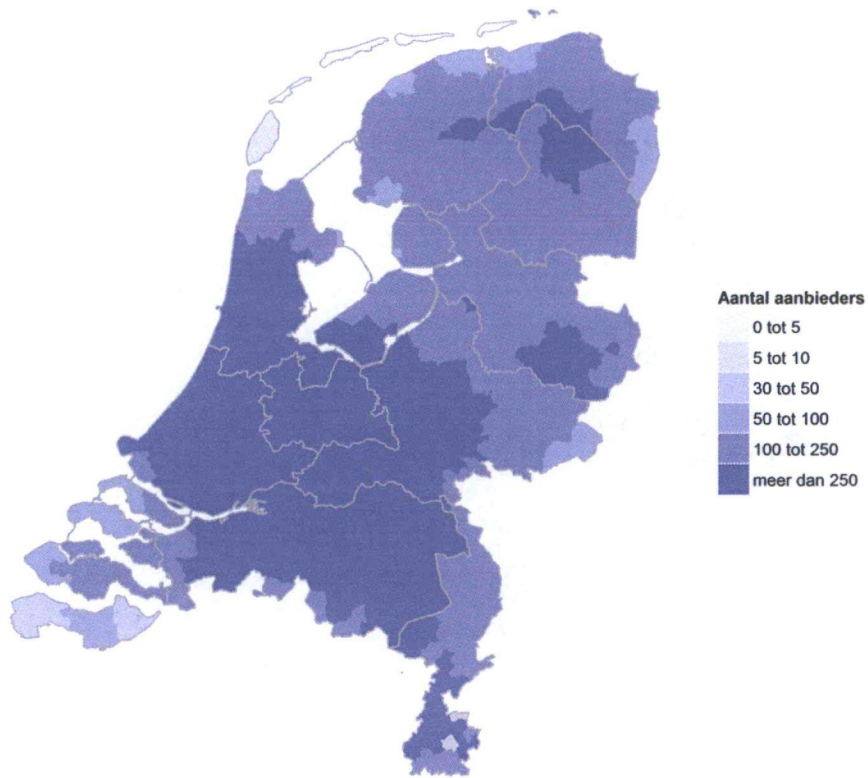 Aantal aanbieders
0 tot 5
5 tot 10
30 tot 50
50 tot 100
100 tot 250
meer dan 250